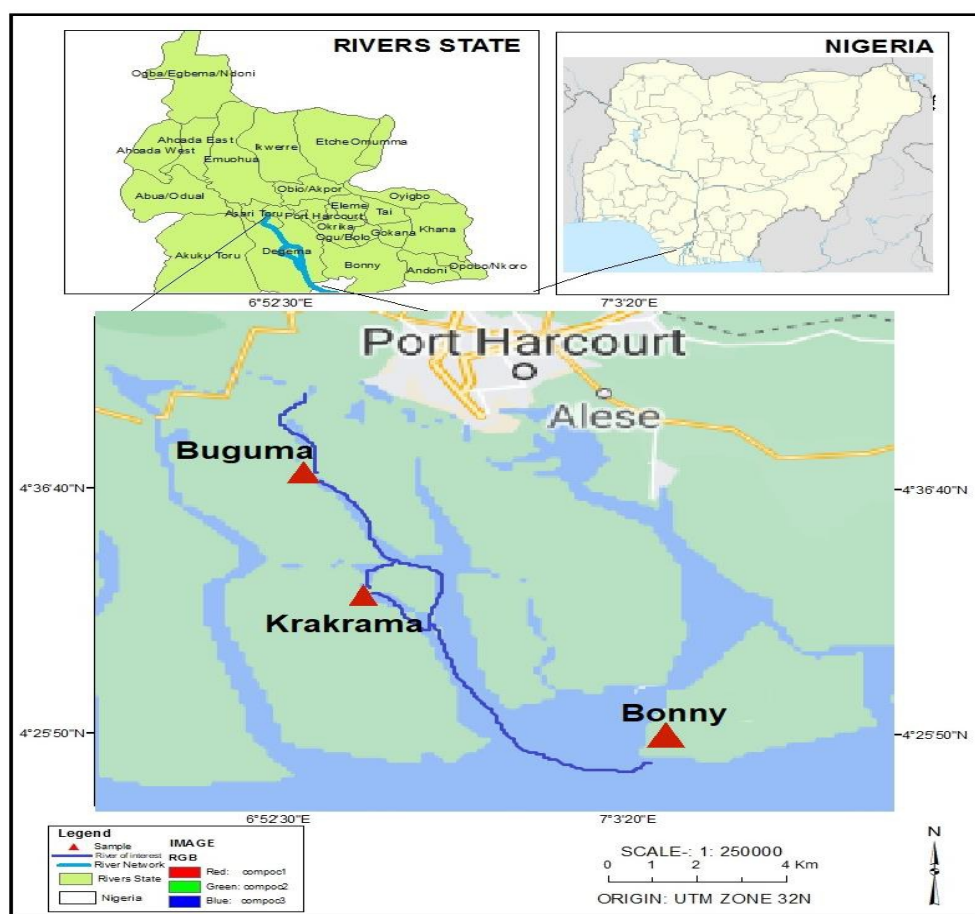 RIVERS STATE
Ogba/Egbema/Ndoni
Ahoada East
Ahoada West
Emuohua
Ikwerre
Etche Omumma
Abua/Odual
Obio/Akpor
Oyigbo
Eleme
Asari Toru
Port Harcourt
Tai
Okrika
Khana
Gokana
Ogu/Bolo
Degema
Akuku Toru
Bonny
Andoni
Opobo/Nkoro
NIGERIA
6°52'30"E
7°3'20"E
Port Harcourt
Alese
Buguma
4°36'40"N
4°36'40"N
Krakrama
Bonny
4°25'50"N
4°25'50"N
6°52'30"E
7°3'20"E
Legend
Sample
River of interest
River Network
Rivers State
Nigeria
IMAGE
RGB
Red: compoc1
Green: compoc2
Blue: compoc3
SCALE-: 1: 250000
0 1 2 4 Km
ORIGIN: UTM ZONE 32N
N